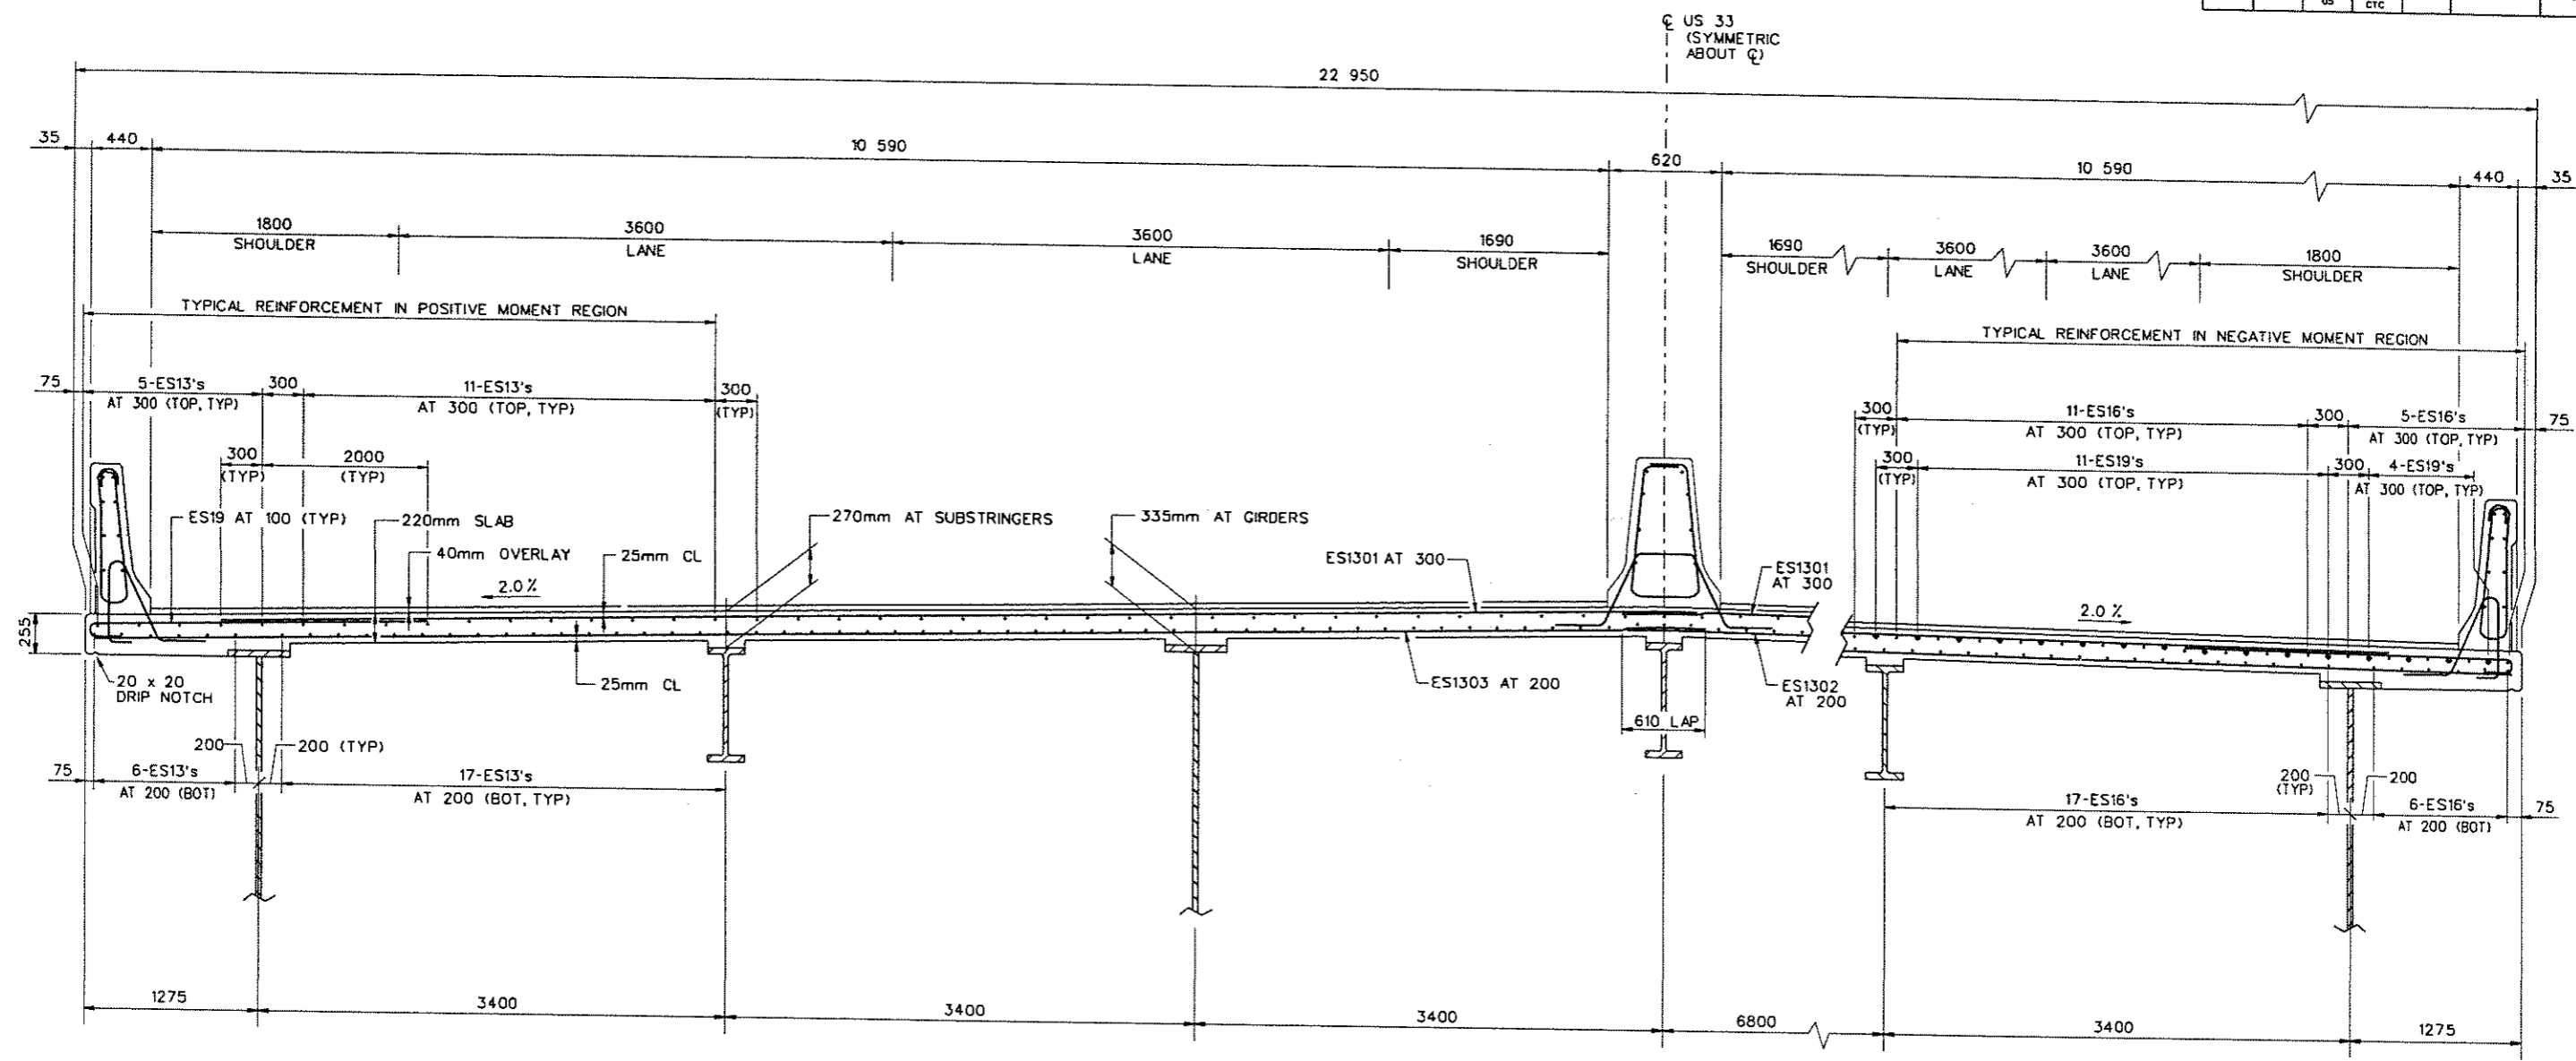 GS CTC
℄ US 33
(SYMMETRIC
ABOUT ℄)
22 950
35 440 10 590 620 10 590 440 35
1800 3600 3600 1690 1690 3600 3600 1800
SHOULDER LANE LANE SHOULDER SHOULDER LANE LANE SHOULDER
TYPICAL REINFORCEMENT IN POSITIVE MOMENT REGION
TYPICAL REINFORCEMENT IN NEGATIVE MOMENT REGION
75 5-ES13's 300 11-ES13's 300
AT 300 (TOP, TYP) AT 300 (TOP, TYP) (TYP)
300 11-ES16's 300 5-ES16's 75
(TYP) AT 300 (TOP, TYP) AT 300 (TOP, TYP)
300 2000
(TYP) (TYP)
300 11-ES19's 300 4-ES19's
(TYP) AT 300 (TOP, TYP) AT 300 (TOP, TYP)
ES19 AT 100 (TYP)
220mm SLAB
40mm OVERLAY
25mm CL
270mm AT SUBSTRINGERS
335mm AT GIRDERS
ES1301 AT 300
ES1301
AT 300
2.0%
2.0%
255
20 x 20
DRIP NOTCH
25mm CL
ES1303 AT 200
ES1302
AT 200
610 LAP
200 200 (TYP)
75 6-ES13's 17-ES13's
AT 200 (BOT) AT 200 (BOT, TYP)
200 200
(TYP)
17-ES16's 6-ES16's 75
AT 200 (BOT, TYP) AT 200 (BOT)
1275 3400 3400 3400 6800 3400 1275